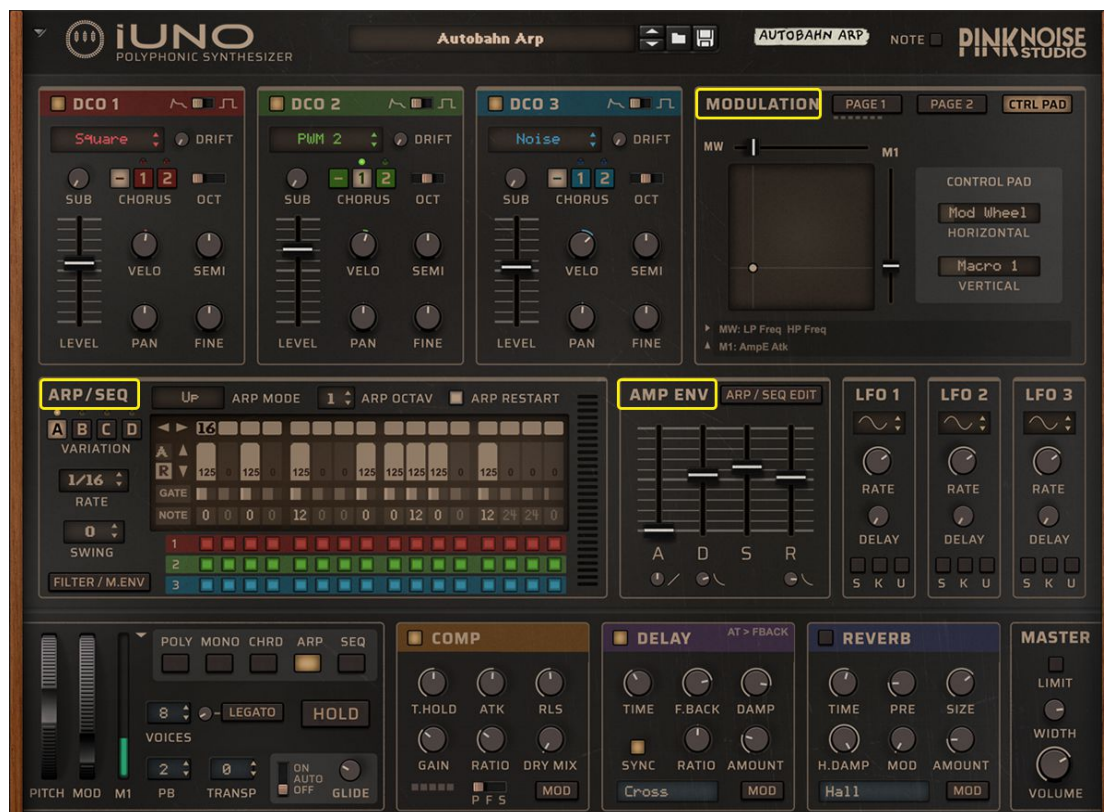 iUNO
POLYPHONIC SYNTHESIZER
Autobahn Arp
AUTOBAHN ARP
NOTE
PINKNOISE
STUDIO
DCO 1
Square
DRIFT
- 1 2
SUB CHORUS OCT
VELO SEMI
LEVEL PAN FINE
DCO 2
PWM 2
DRIFT
- 1 2
SUB CHORUS OCT
VELO SEMI
LEVEL PAN FINE
DCO 3
Noise
DRIFT
- 1 2
SUB CHORUS OCT
VELO SEMI
LEVEL PAN FINE
MODULATION PAGE 1 PAGE 2 CTRL PAD
MW
M1
CONTROL PAD
Mod Wheel
HORIZONTAL
Macro 1
VERTICAL
MW: LP Freq HP Freq
M1: AmpE Atk
ARP/SEQ
Up ARP MODE 1 ARP OCTAV ARP RESTART
A B C D
VARIATION
1/16
RATE
0
SWING
FILTER / M.ENV
16
A
R
125 0 125 0 125 0 0 125 125 125 125 0 125 0 0 0
GATE
NOTE 0 0 0 0 12 0 0 0 0 12 0 0 12 24 24 0
1
2
3
AMP ENV ARP / SEQ EDIT
A D S R
LFO 1
RATE
DELAY
S K U
LFO 2
RATE
DELAY
S K U
LFO 3
RATE
DELAY
S K U
PITCH MOD M1
POLY MONO CHRD ARP SEQ
8 LEGATO HOLD
VOICES
2 0
PB TRANSP
ON
AUTO
OFF
GLIDE
COMP
T.HOLD ATK RLS
GAIN RATIO DRY MIX
P F S MOD
DELAY AT > FBACK
TIME F.BACK DAMP
SYNC RATIO AMOUNT
Cross MOD
REVERB
TIME PRE SIZE
H.DAMP MOD AMOUNT
Hall MOD
MASTER
LIMIT
WIDTH
VOLUME